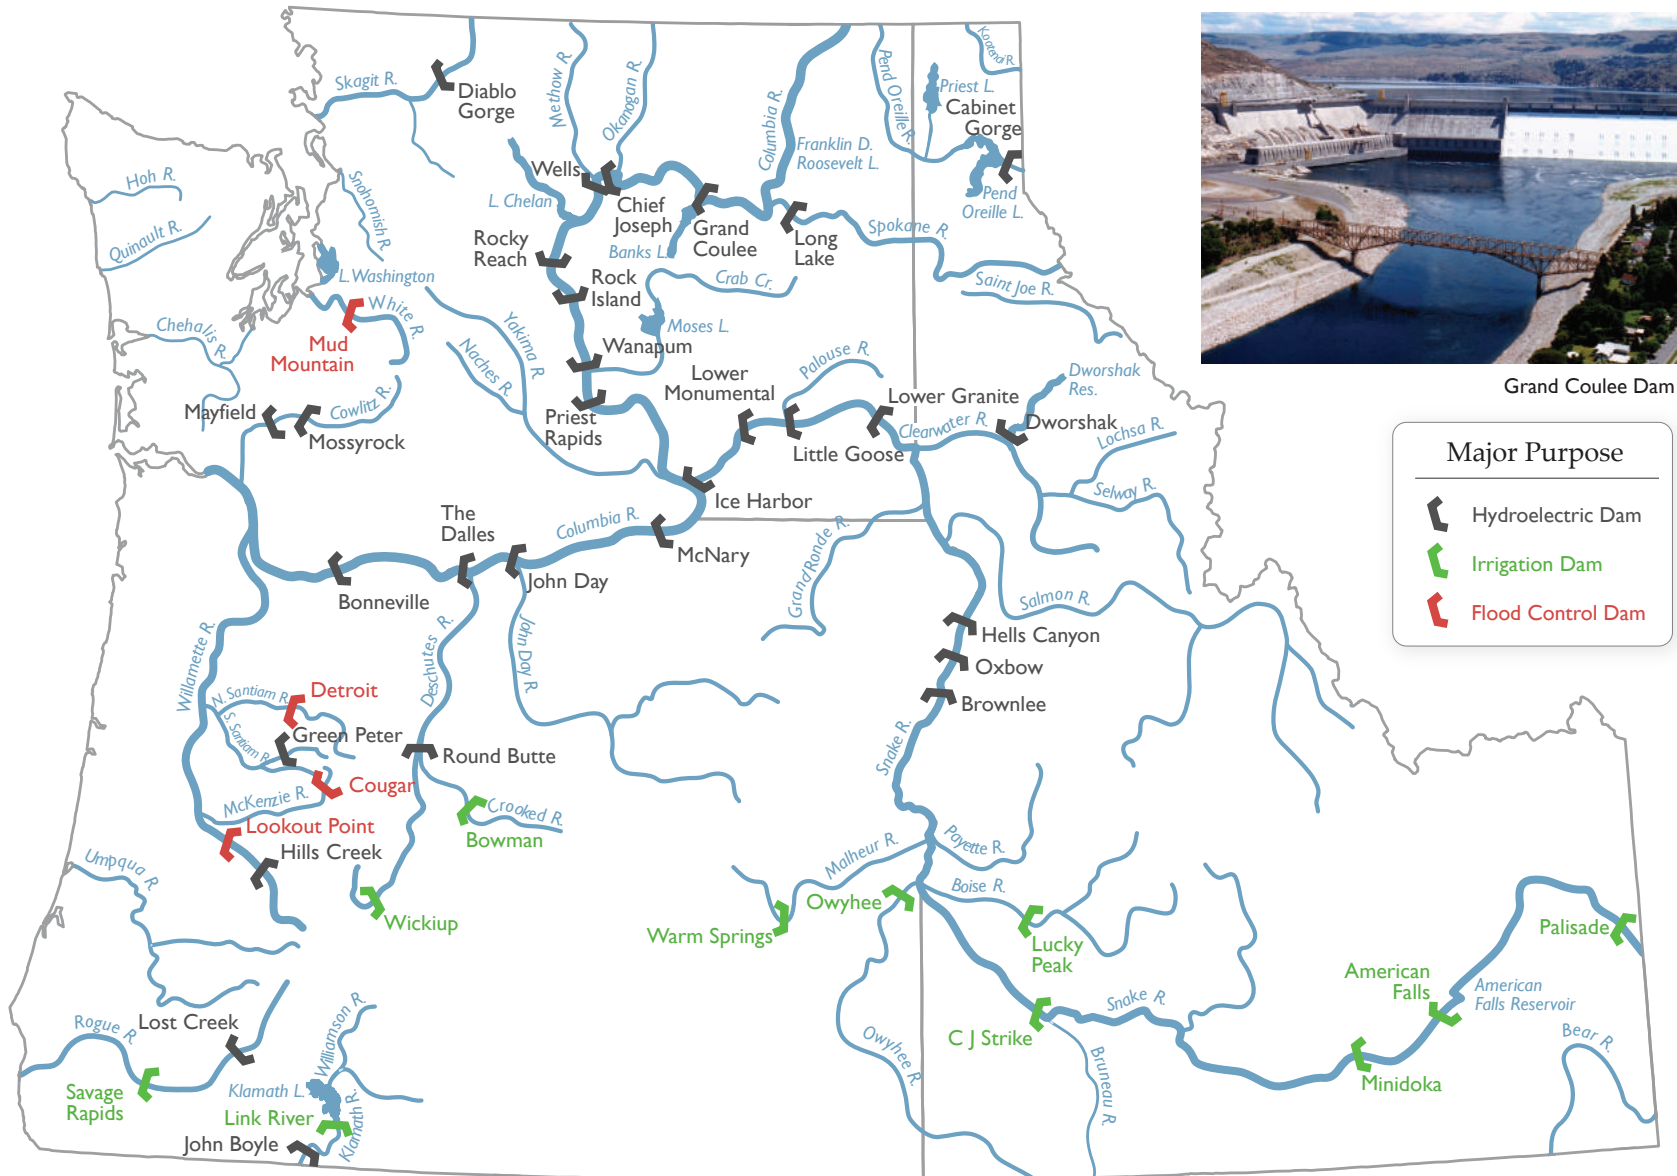 Skagit R.
Diablo
Gorge
Methow R.
Okanogan R.
Columbia R.
Franklin D.
Roosevelt L.
Pend Oreille R.
Priest L.
Kootenai R.
Cabinet
Gorge
Pend
Oreille L.
Hoh R.
Quinault R.
Snohomish R.
L. Washington
White R.
Mud
Mountain
Chehalis R.
Wells
L. Chelan
Chief
Joseph
Banks L.
Grand
Coulee
Long
Lake
Spokane R.
Rocky
Reach
Rock
Island
Crab Cr.
Saint Joe R.
Moses L.
Yakima R.
Naches R.
Wanapum
Priest
Rapids
Lower
Monumental
Palouse R.
Lower Granite
Dworshak
Res.
Dworshak
Clearwater R.
Lochsa R.
Selway R.
Little Goose
Mayfield
Cowlitz R.
Mossyrock
Ice Harbor
The
Dalles
Columbia R.
McNary
John Day
Bonneville
Grand Ronde R.
Salmon R.
Hells Canyon
Oxbow
Brownlee
Snake R.
Willamette R.
Deschutes R.
John Day R.
N. Santiam R.
Detroit
S. Santiam R.
Green Peter
Round Butte
Cougar
McKenzie R.
Crooked R.
Bowman
Lookout Point
Hills Creek
Umpqua R.
Wickiup
Malheur R.
Payette R.
Boise R.
Owyhee
Warm Springs
Lucky
Peak
Palisade
American
Falls
American
Falls Reservoir
Snake R.
C J Strike
Minidoka
Bear R.
Owyhee R.
Bruneau R.
Rogue R.
Lost Creek
Savage
Rapids
Williamson R.
Klamath L.
Link River
Klamath R.
John Boyle
Grand Coulee Dam
Major Purpose
Hydroelectric Dam
Irrigation Dam
Flood Control Dam